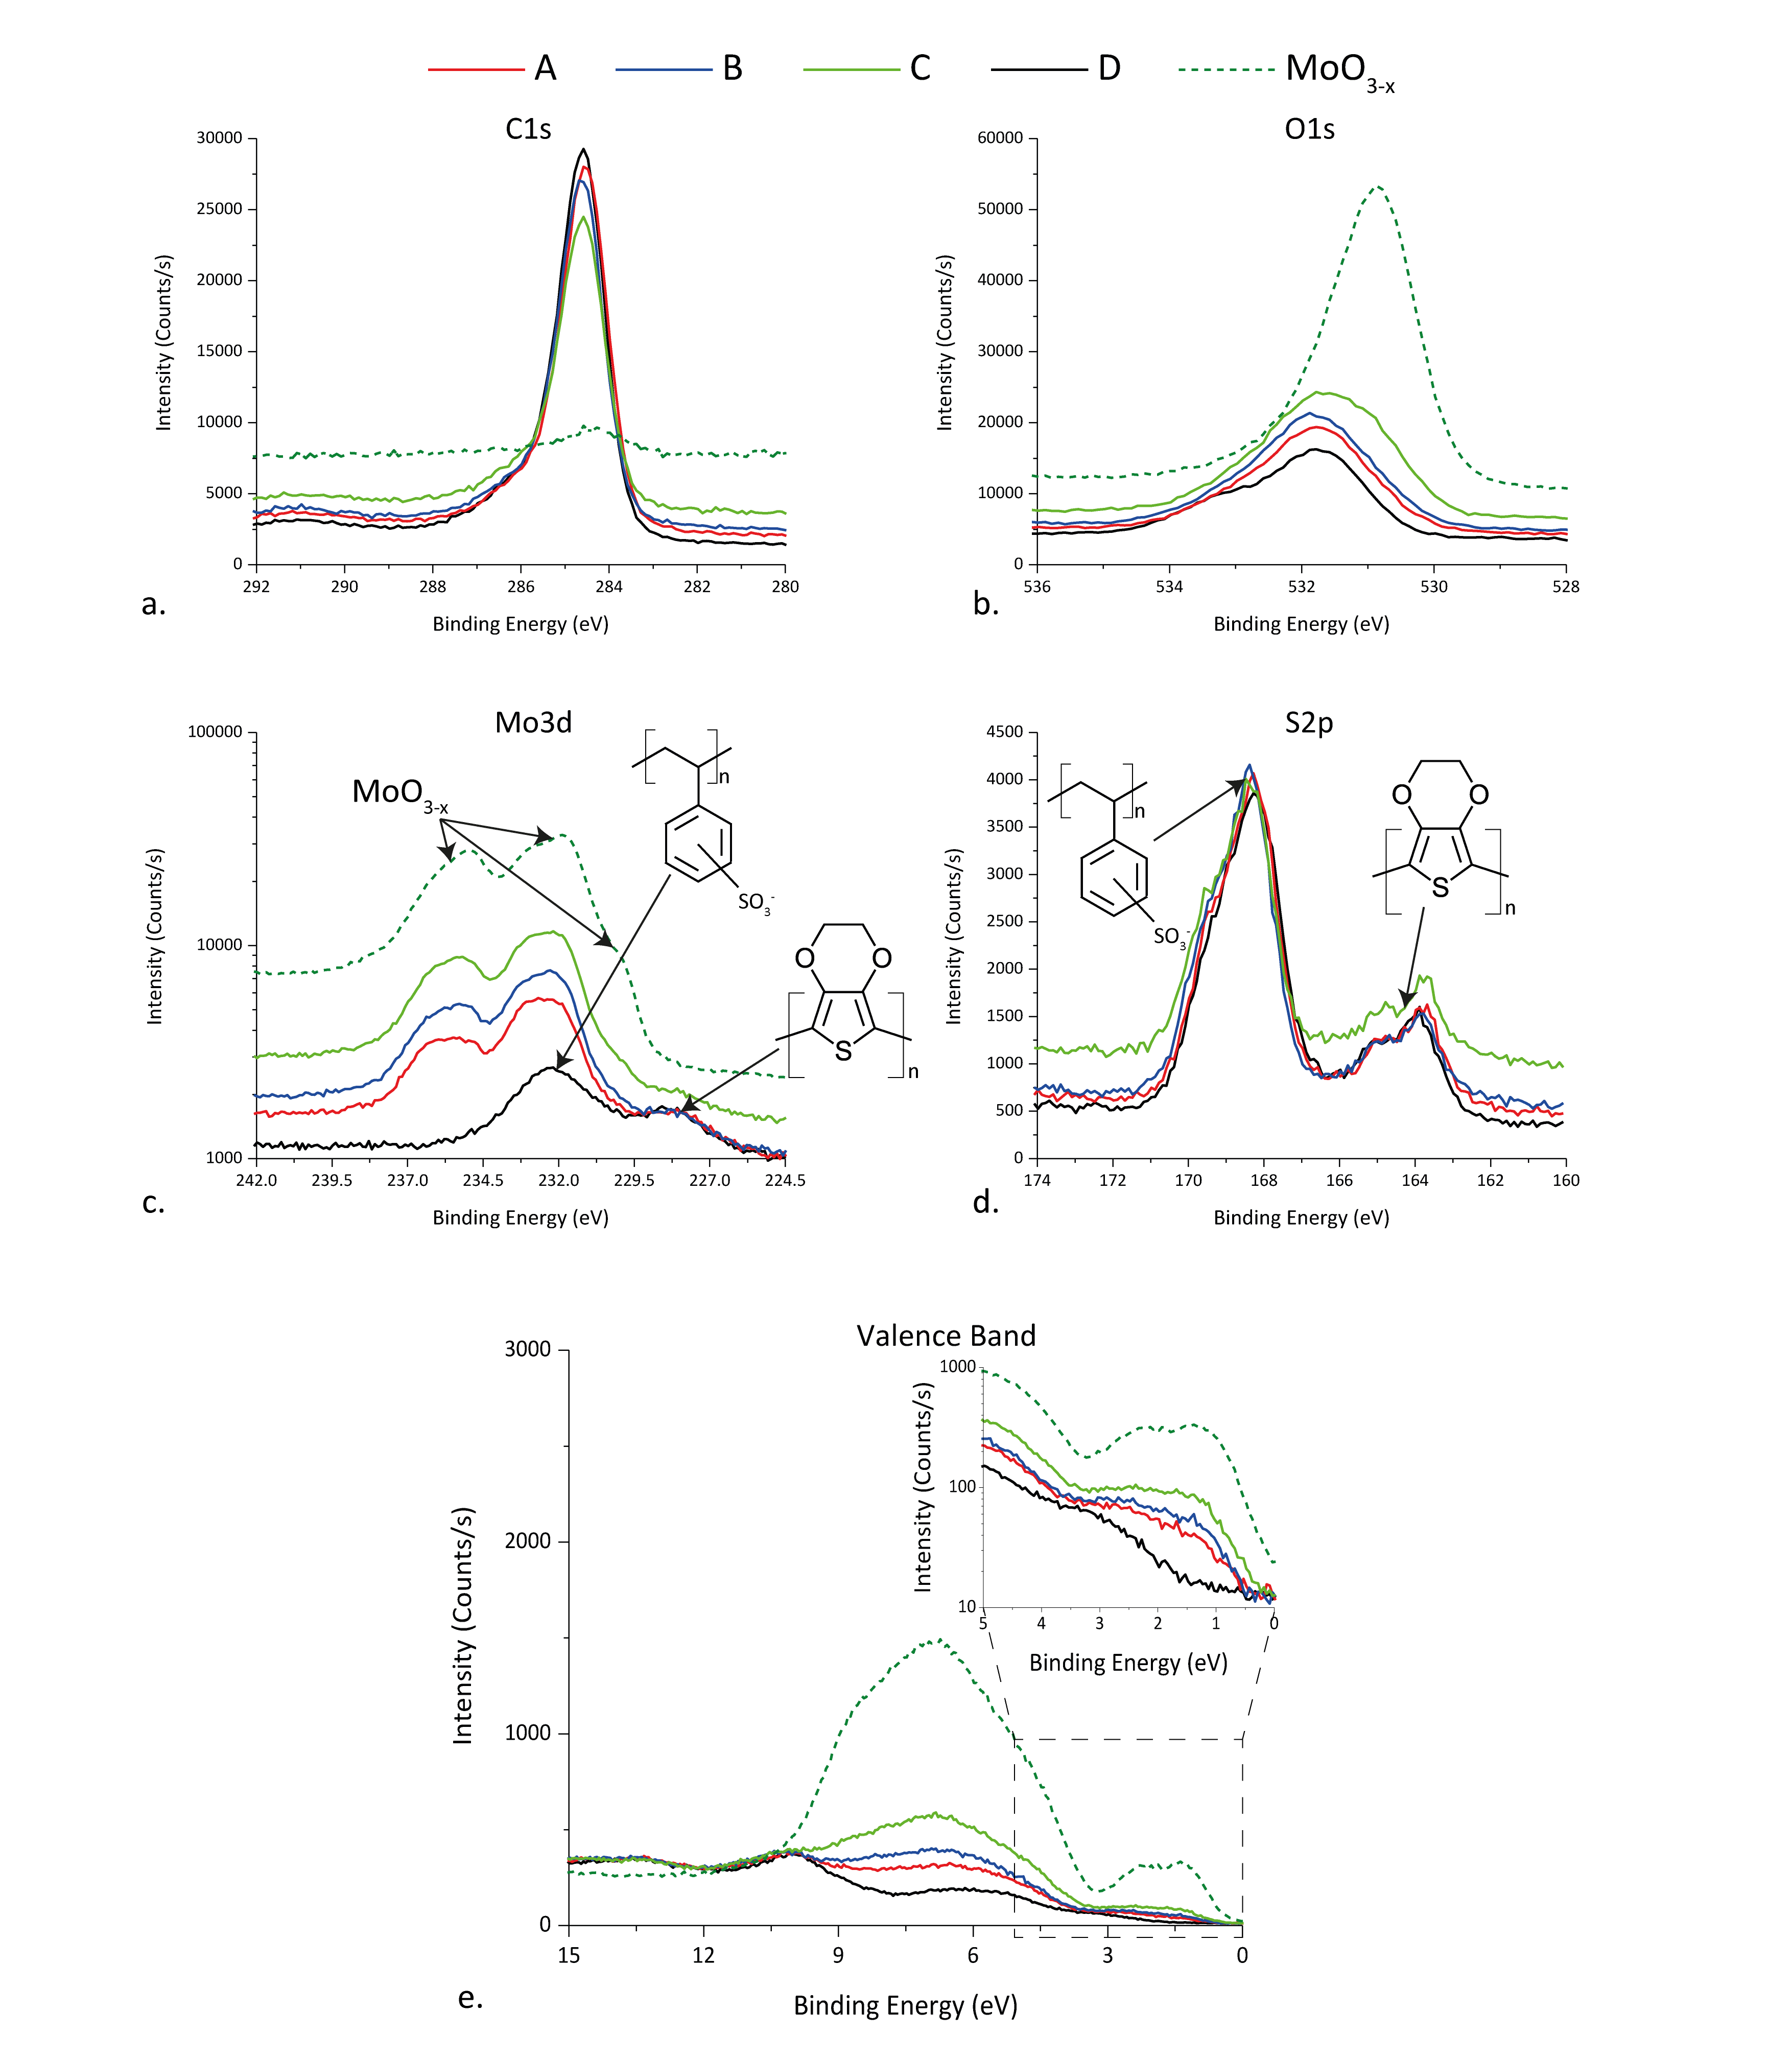 A B C D MoO3-x
C1s
30000
25000
20000
15000
10000
5000
0
292 290 288 286 284 282 280
Intensity (Counts/s)
Binding Energy (eV)
a.
O1s
60000
50000
40000
30000
20000
10000
0
536 534 532 530 528
Intensity (Counts/s)
Binding Energy (eV)
b.
Mo3d
100000
10000
1000
242.0 239.5 237.0 234.5 232.0 229.5 227.0 224.5
Intensity (Counts/s)
Binding Energy (eV)
MoO3-x
n
SO3-
O O
S
n
c.
S2p
4500
4000
3500
3000
2500
2000
1500
1000
500
0
174 172 170 168 166 164 162 160
Intensity (Counts/s)
Binding Energy (eV)
n
SO3-
O O
S
n
d.
Valence Band
3000
2000
1000
0
15 12 9 6 3 0
Intensity (Counts/s)
Binding Energy (eV)
1000
100
10
5 4 3 2 1 0
Intensity (Counts/s)
Binding Energy (eV)
e.